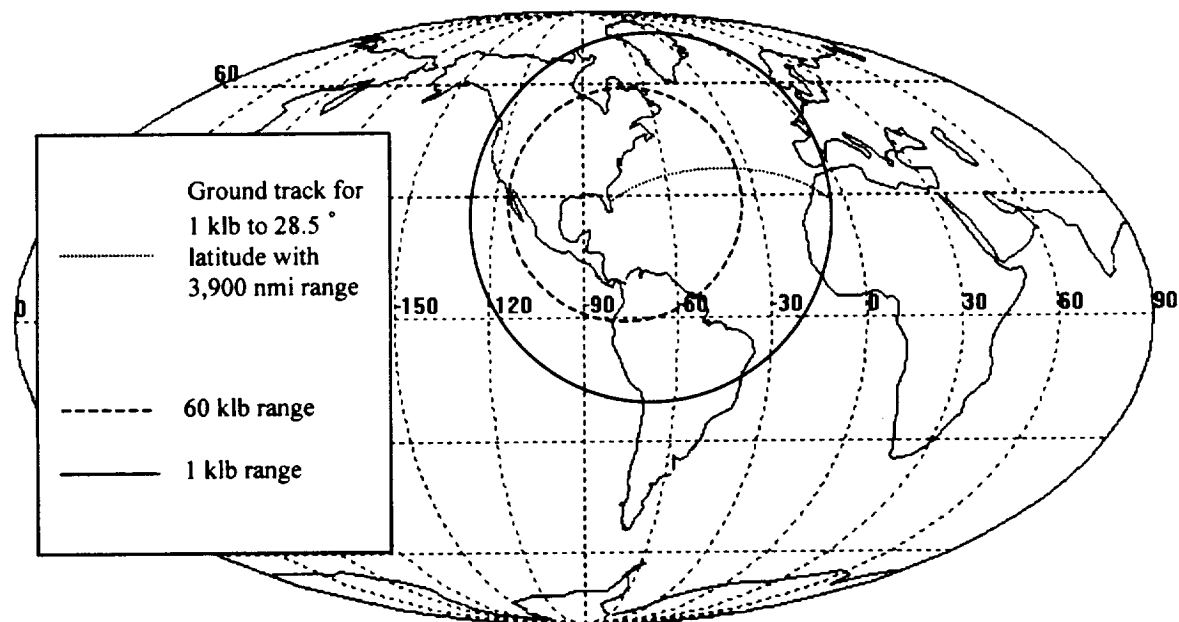 60
Ground track for
1 klb to 28.5 °
latitude with
3,900 nmi range
60 klb range
1 klb range
0 -150 -120 -90 -60 -30 0 30 60 90